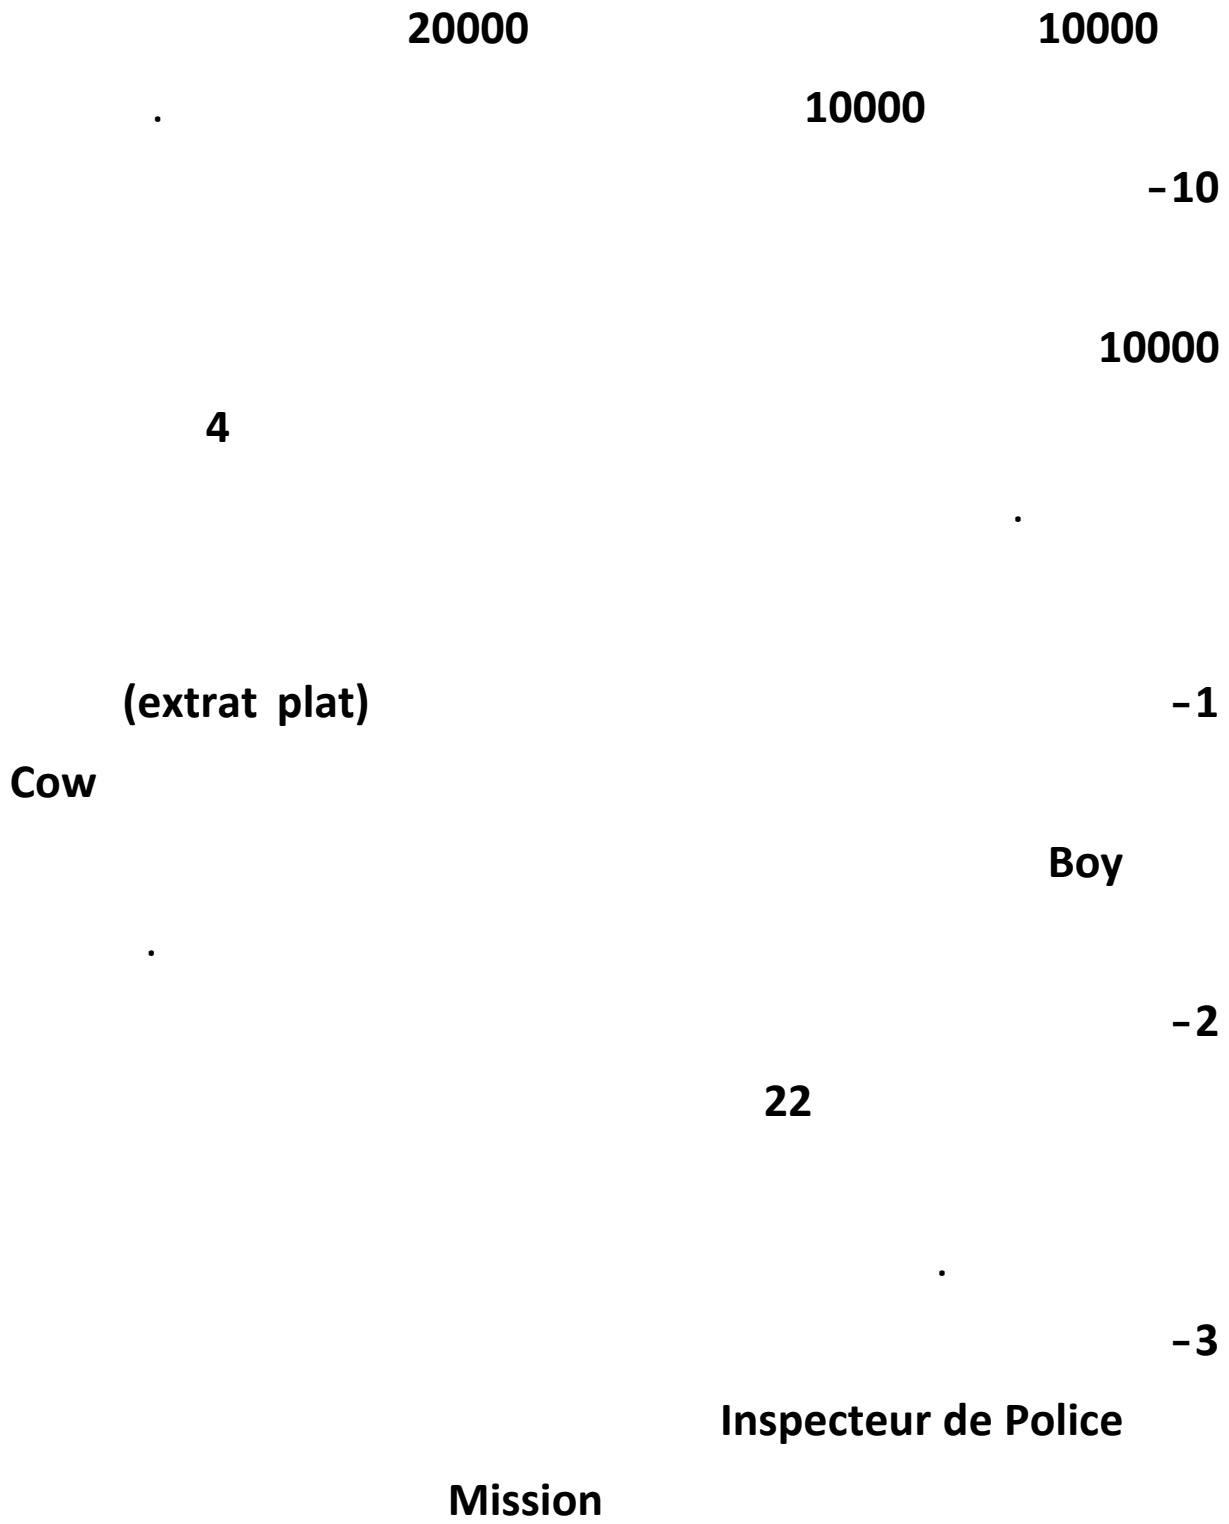 20000 10000
. 10000
-10
10000
4
.
(extrat plat) -1
Cow
Boy
.
-2
22
.
-3
Inspecteur de Police
Mission